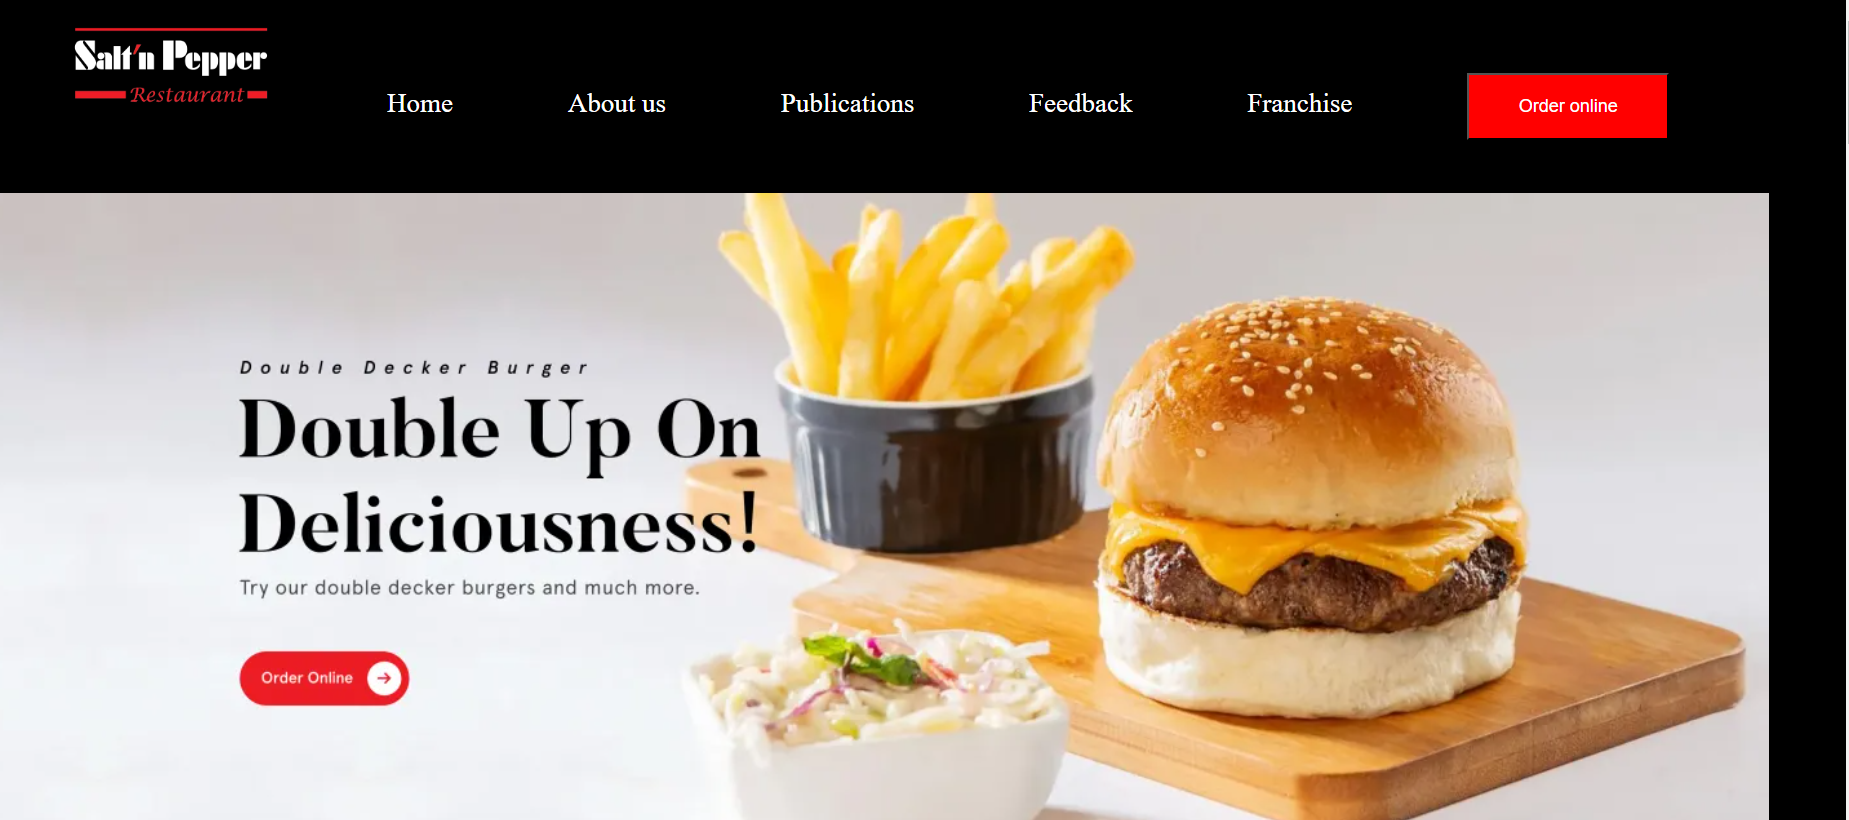 Salt'n Pepper
Restaurant
Home
About us
Publications
Feedback
Franchise
Order online
Double Decker Burger
Double Up On
Deliciousness!
Try our double decker burgers and much more.
Order Online